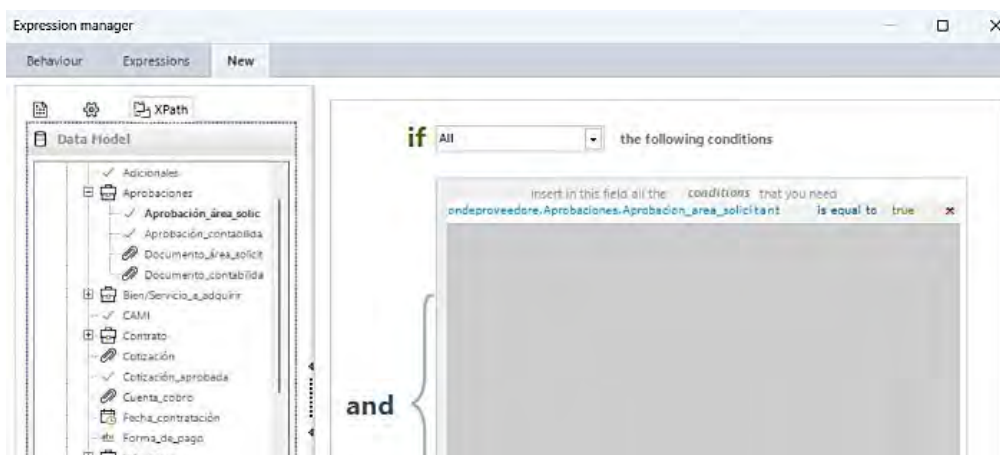 Expression manager
Behaviour Expressions New
XPath
Data Model
if All the following conditions
Adicionales
Aprobaciones
Aprobación_área_solic
Aprobación_contabilida
Documento_área_solicit
Documento_contabilida
Bien/Servicio_a_adquirir
CAMI
Contrato
Cotización
Cotización_aprobada
Cuenta_cobro
Fecha_contratación
abc Forma_de_pago
insert in this field all the conditions that you need
ondeproveedore.Aprobaciones.Aprobacion_area_solicitant is equal to true
and